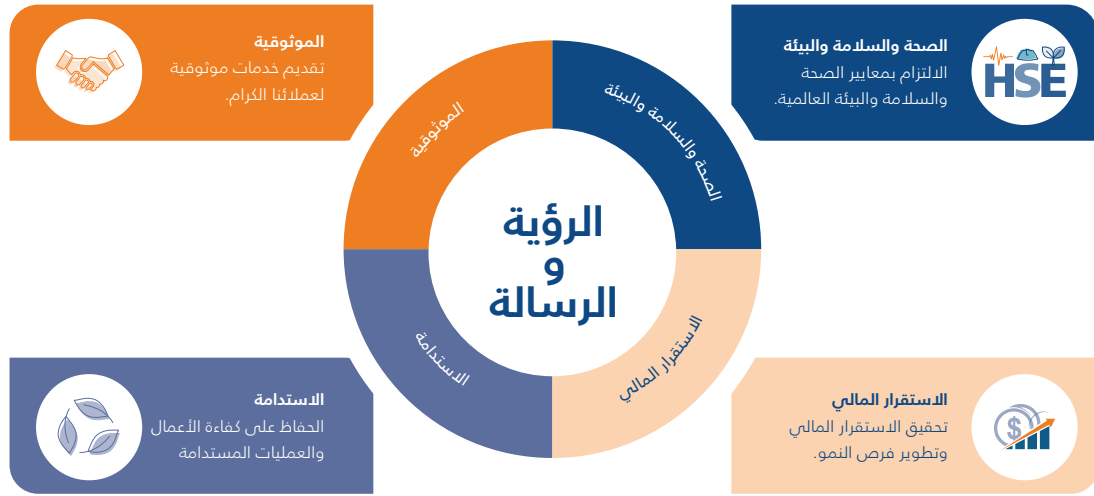 الصحة والسلامة والبيئة
الالتزام بمعايير الصحة
والسلامة والبيئة العالمية.
HSE
الموثوقية
تقديم خدمات موثوقية
لعملائنا الكرام.
الصحة والسلامة والبيئة
الموثوقية
الرؤية
و
الرسالة
الاستقرار المالي
الاستدامة
الاستقرار المالي
تحقيق الاستقرار المالي
وتطوير فرص النمو.
$
الاستدامة
الحفاظ على كفاءة الأعمال
والعمليات المستدامة